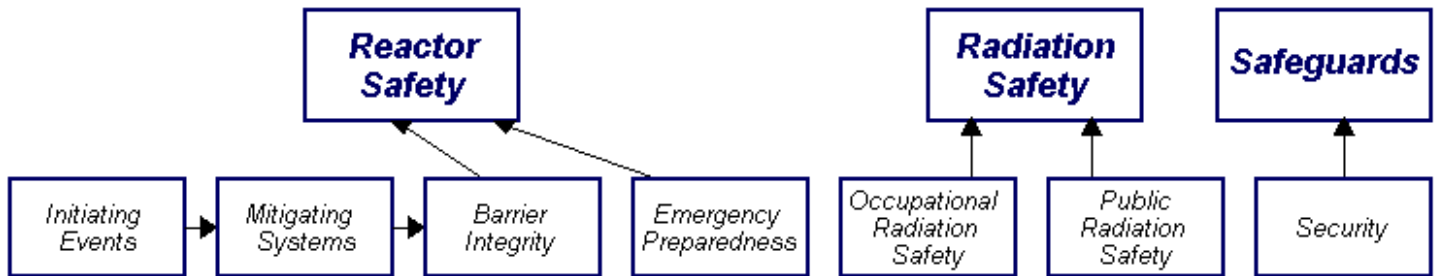 Reactor
Safety
Radiation
Safety
Safeguards
Initiating
Events
Mitigating
Systems
Barrier
Integrity
Emergency
Preparedness
Occupational
Radiation
Safety
Public
Radiation
Safety
Security